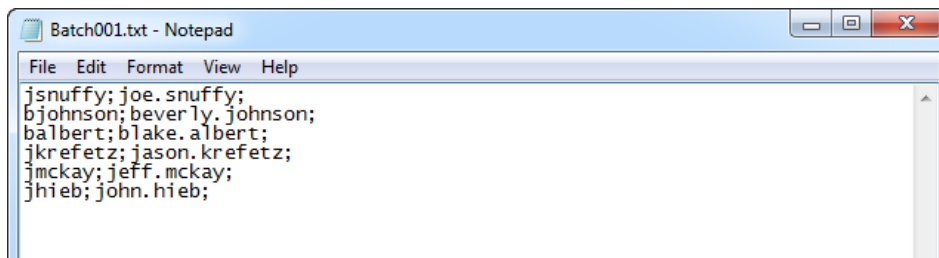 Batch001.txt - Notepad
File Edit Format View Help
jsnuffy;joe.snuffy;
bjohnson;beverly.johnson;
balbert;blake.albert;
jkrefetz;jason.krefetz;
jmckay;jeff.mckay;
jhieb;john.hieb;